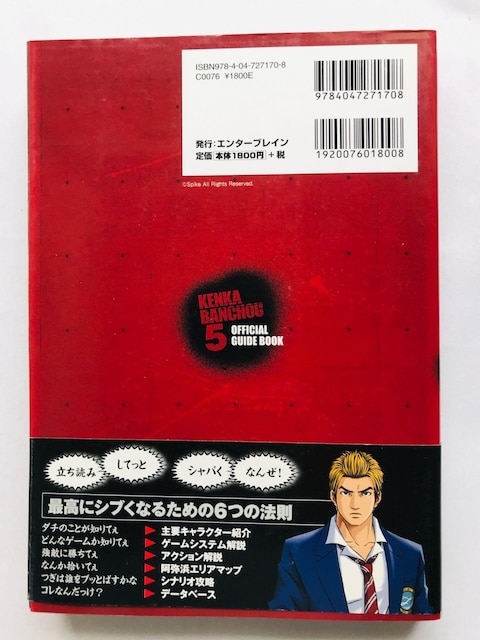 ISBN978-4-04-727170-8
C0076 ¥1800E
9784047271708
発行:エンターブレイン
定価 本体1800円 +税
1920076018008
©Spike All Rights Reserved.
KENKA
BANCHOU
5 OFFICIAL
GUIDE BOOK
立ち読み
してっと
シャバく
なんぜ!
最高にシブくなるための6つの法則
ダチのことが知りてぇ ▶ 主要キャラクター紹介
どんなゲームか知りてぇ ▶ ゲームシステム解説
強敵に勝ちてぇ ▶ アクション解説
なんか拾いてぇ ▶ 阿弥浜エリアマップ
つぎは誰をブッとばすかな ▶ シナリオ攻略
コレなんだっけ? ▶ データベース